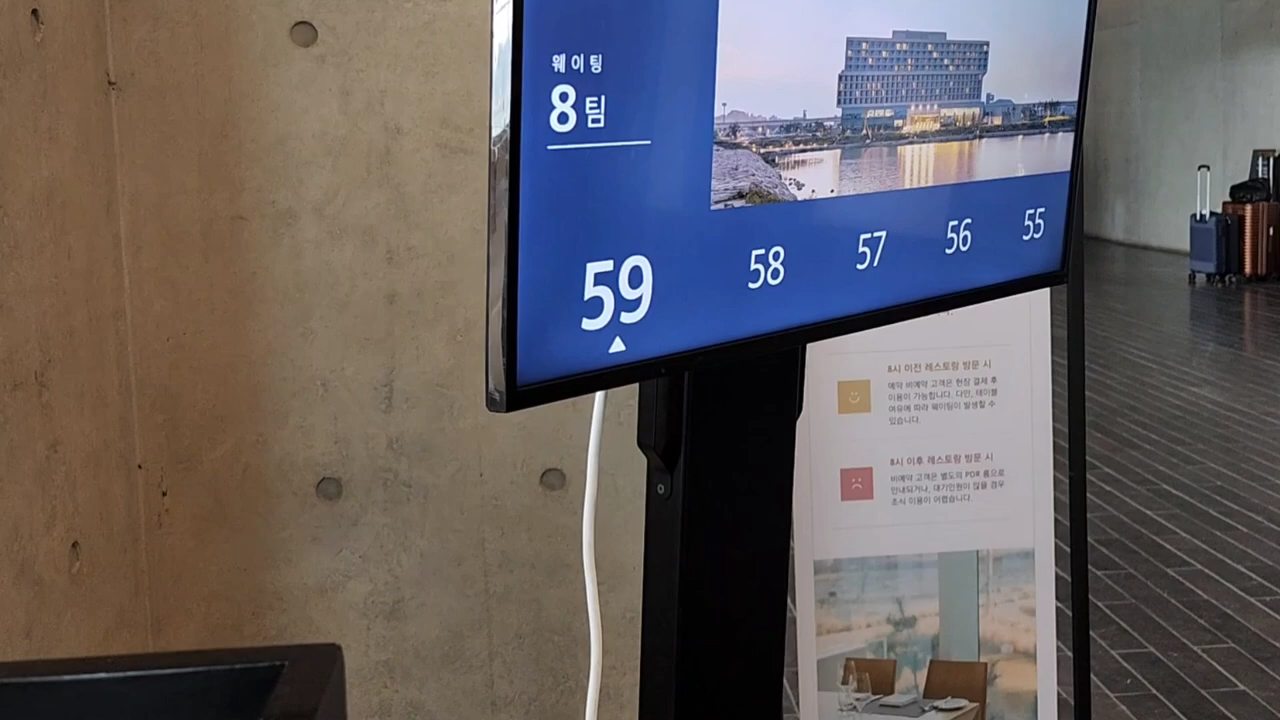 웨이팅
8팀
59 58 57 56 55
8시 이전 레스토랑 방문 시
예약 비예약 고객은 현장 결제 후
이용이 가능합니다. 다만, 테이블
여유에 따라 웨이팅이 발생할 수
있습니다.
8시 이후 레스토랑 방문 시
비예약 고객은 별도의 PDR 룸으로
안내되거나, 대기인원이 많을 경우
조식 이용이 어렵습니다.